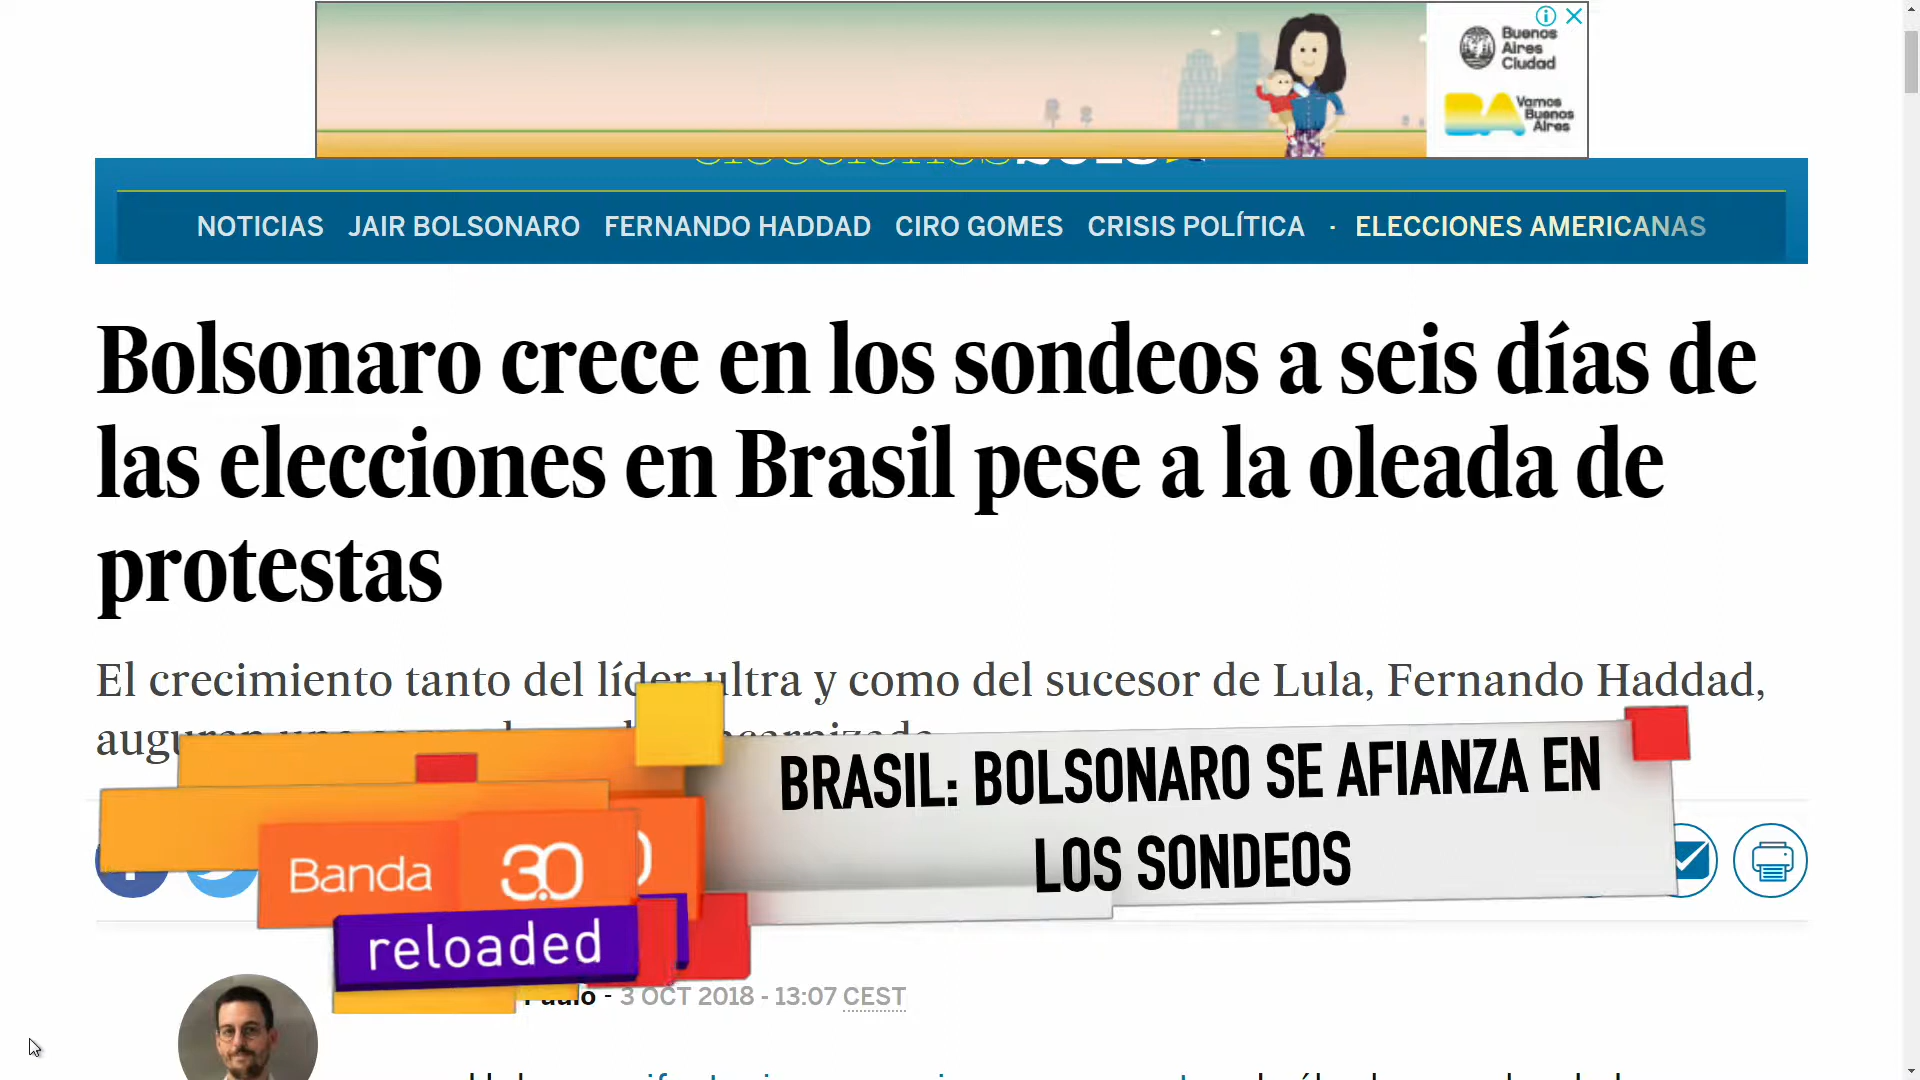 Buenos
Aires
Ciudad
BA Vamos
Buenos
Aires
NOTICIAS JAIR BOLSONARO FERNANDO HADDAD CIRO GOMES CRISIS POLÍTICA · ELECCIONES AMERICANAS
Bolsonaro crece en los sondeos a seis días de
las elecciones en Brasil pese a la oleada de
protestas
El crecimiento tanto del líder ultra y como del sucesor de Lula, Fernando Haddad,
BRASIL: BOLSONARO SE AFIANZA EN
LOS SONDEOS
Banda 3.0
reloaded
- 3 OCT 2018 - 13:07 CEST